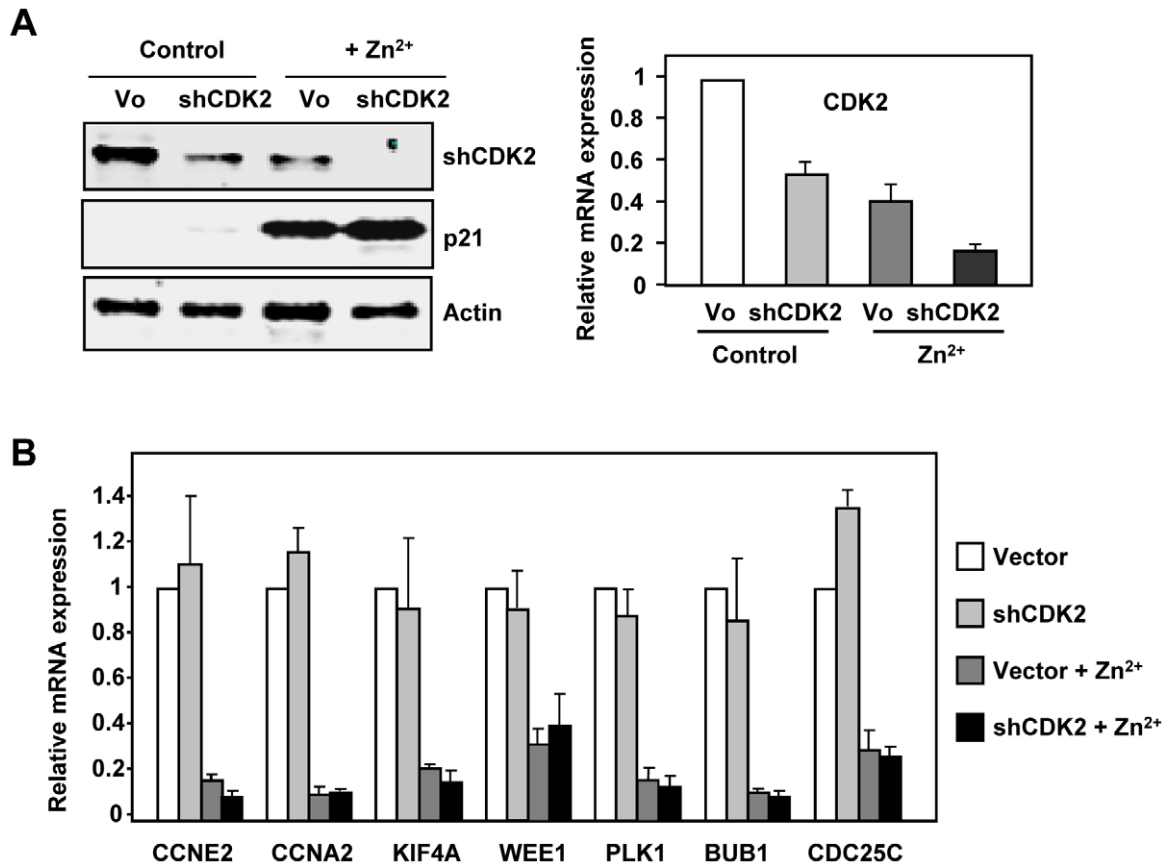 A
Control + Zn²⁺
Vo shCDK2 Vo shCDK2
shCDK2
p21
Actin
Relative mRNA expression
1
0.8
0.6
0.4
0.2
0
CDK2
Vo shCDK2 Vo shCDK2
Control Zn²⁺
B
Relative mRNA expression
1.4
1.2
1
0.8
0.6
0.4
0.2
0
CCNE2 CCNA2 KIF4A WEE1 PLK1 BUB1 CDC25C
Vector
shCDK2
Vector + Zn²⁺
shCDK2 + Zn²⁺